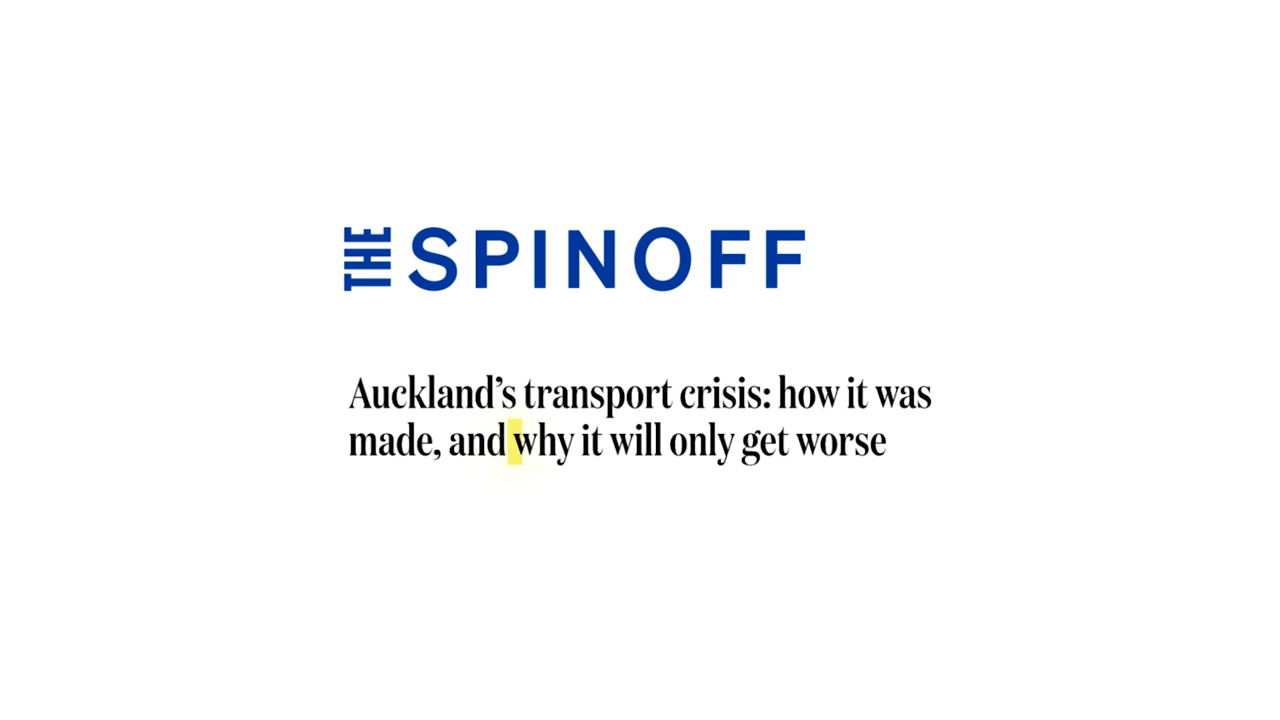 THE SPINOFF
Auckland’s transport crisis: how it was
made, and why it will only get worse